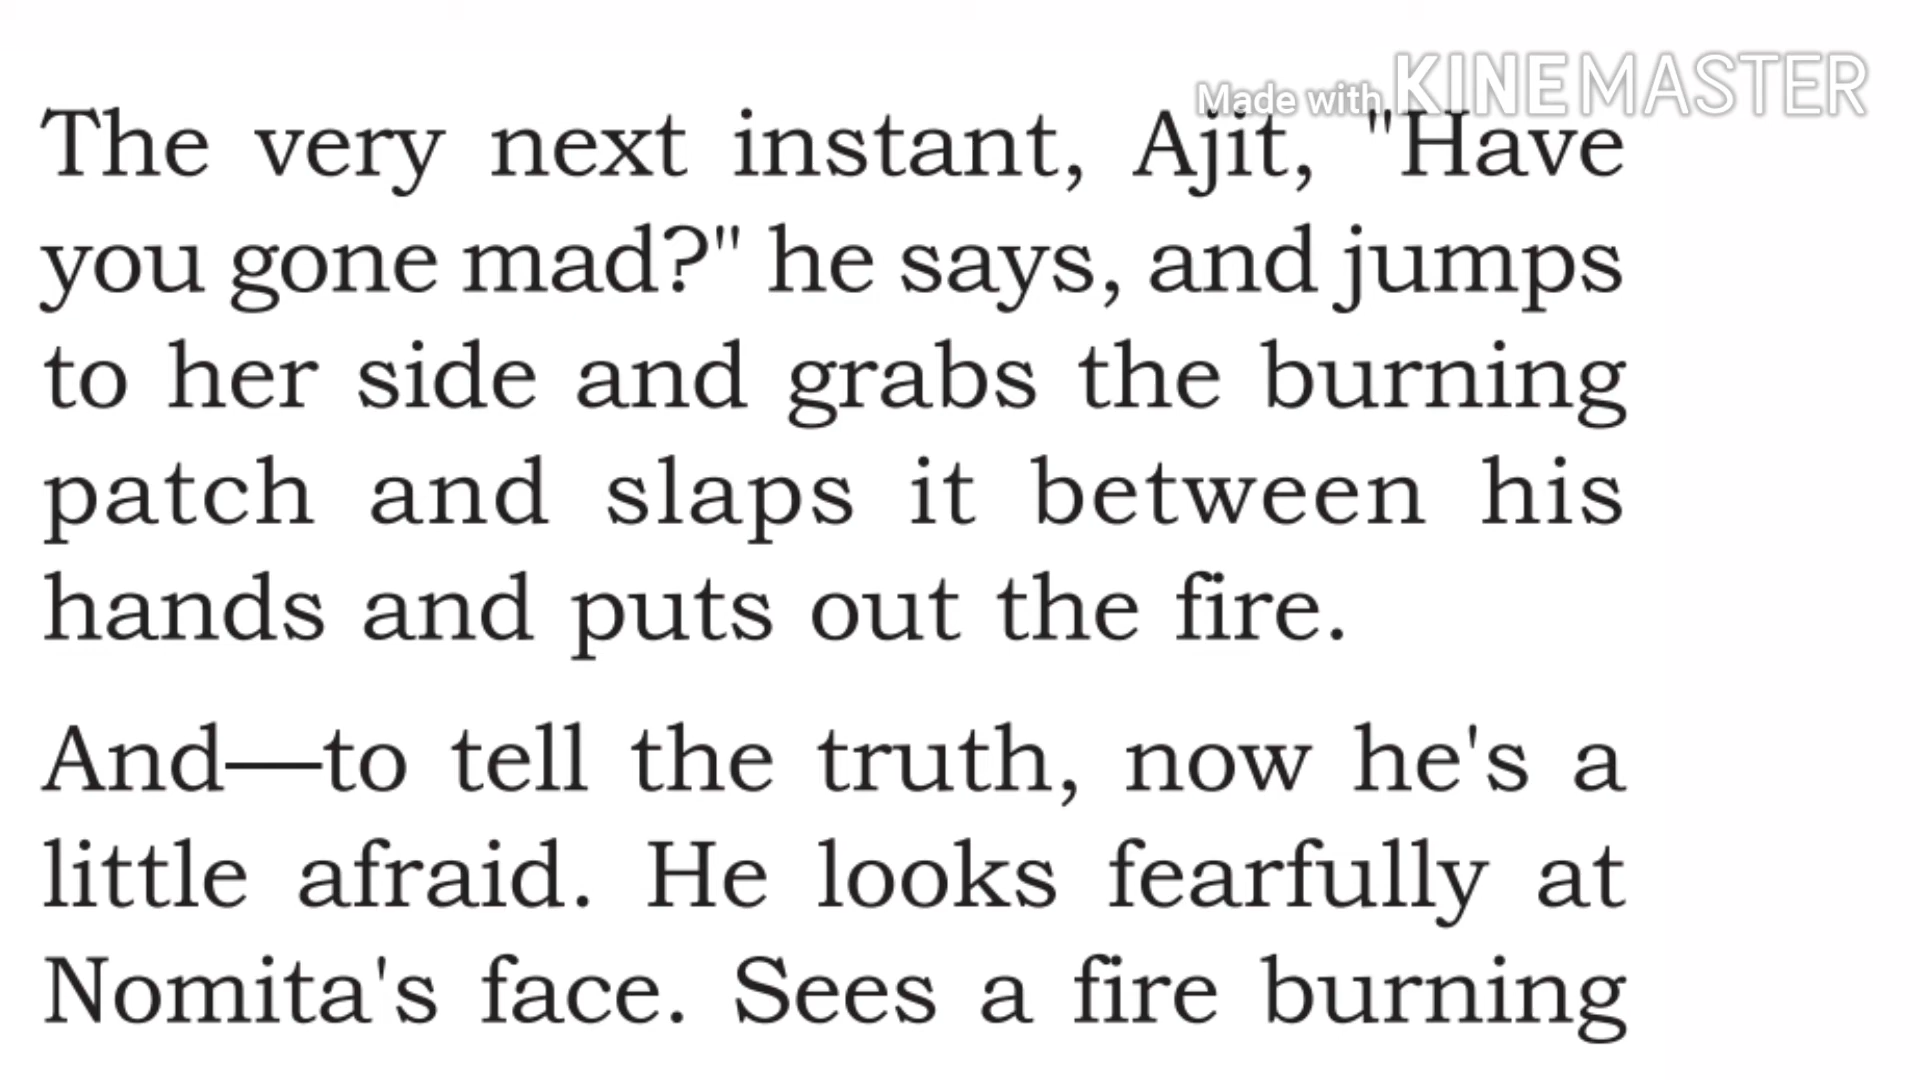 Made with KINEMASTER
The very next instant, Ajit, "Have
you gone mad?" he says, and jumps
to her side and grabs the burning
patch and slaps it between his
hands and puts out the fire.
And—to tell the truth, now he's a
little afraid. He looks fearfully at
Nomita's face. Sees a fire burning